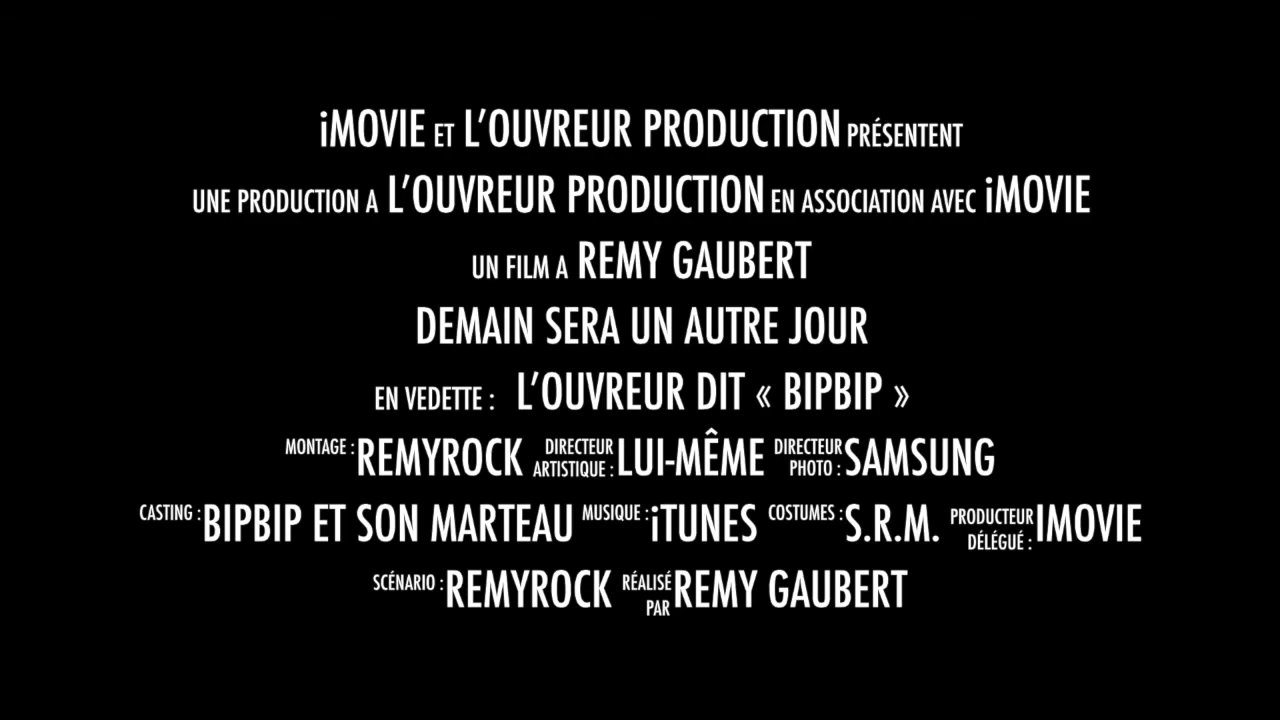 iMOVIE ET L'OUVREUR PRODUCTION PRÉSENTENT
UNE PRODUCTION A L'OUVREUR PRODUCTION EN ASSOCIATION AVEC iMOVIE
UN FILM A REMY GAUBERT
DEMAIN SERA UN AUTRE JOUR
EN VEDETTE : L'OUVREUR DIT « BIPBIP »
MONTAGE : REMYROCK DIRECTEUR ARTISTIQUE : LUI-MÊME DIRECTEUR PHOTO : SAMSUNG
CASTING : BIPBIP ET SON MARTEAU MUSIQUE : iTUNES COSTUMES : S.R.M. PRODUCTEUR DÉLÉGUÉ : IMOVIE
SCÉNARIO : REMYROCK RÉALISÉ PAR REMY GAUBERT